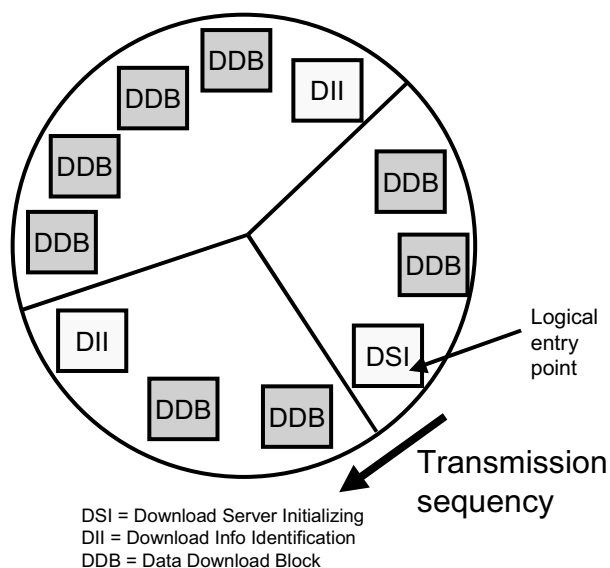 DDB
DII
DDB
DDB
DDB
DDB
DDB
DII
DSI
DDB
DDB
Logical
entry
point
Transmission
sequency
DSI = Download Server Initializing
DII = Download Info Identification
DDB = Data Download Block